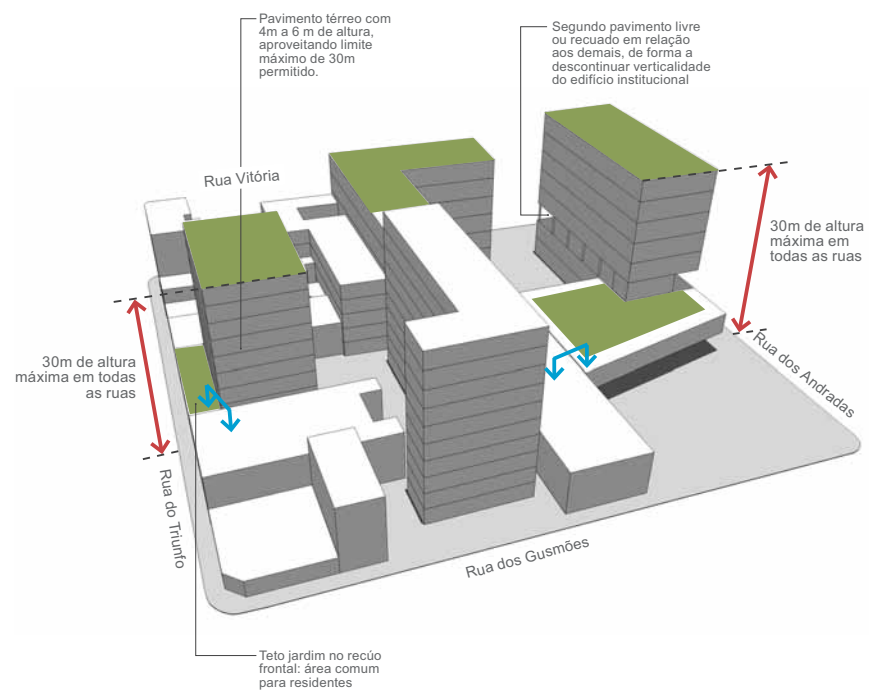 Pavimento térreo com
4m a 6 m de altura,
aproveitando limite
máximo de 30m
permitido.
Segundo pavimento livre
ou recuado em relação
aos demais, de forma a
descontinuar verticalidade
do edifício institucional
Rua Vitória
30m de altura
máxima em
todas as ruas
30m de altura
máxima em todas
as ruas
Rua dos Andradas
Rua do Triunfo
Rua dos Gusmões
Teto jardim no recúo
frontal: área comum
para residentes